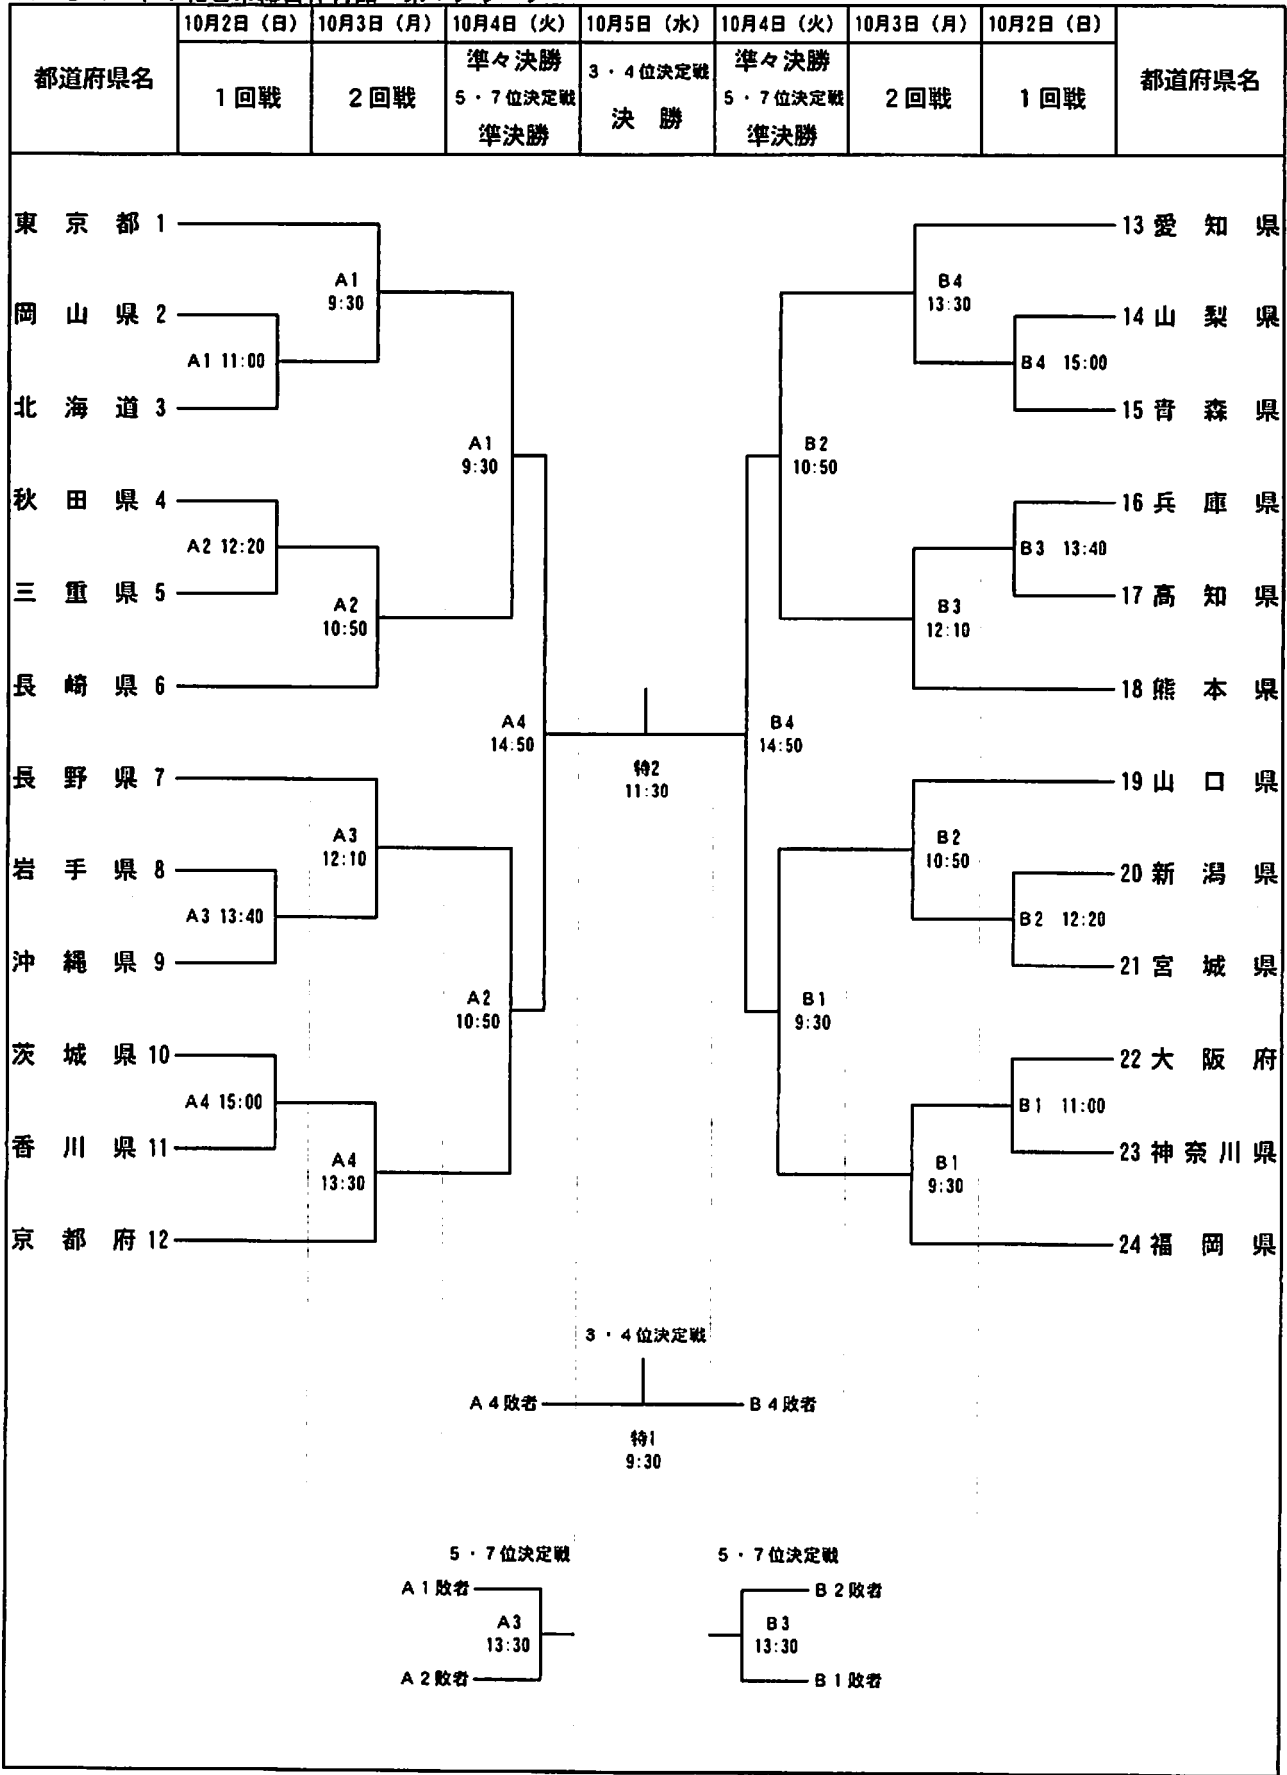 10月2日（日） 10月3日（月） 10月4日（火） 10月5日（水） 10月4日（火） 10月3日（月） 10月2日（日）
都道府県名 1回戦 2回戦 準々決勝 5・7位決定戦 準決勝 3・4位決定戦 決勝 準々決勝 5・7位決定戦 準決勝 2回戦 1回戦 都道府県名
東京都 1
13 愛知県
A1
9:30
B4
13:30
岡山県 2
14 山梨県
A1 11:00
B4 15:00
北海道 3
15 青森県
A1
9:30
B2
10:50
秋田県 4
16 兵庫県
A2 12:20
B3 13:40
三重県 5
17 高知県
A2
10:50
B3
12:10
長崎県 6
18 熊本県
A4
14:50
B4
14:50
特2
11:30
長野県 7
19 山口県
A3
12:10
B2
10:50
岩手県 8
20 新潟県
A3 13:40
B2 12:20
沖縄県 9
21 宮城県
A2
10:50
B1
9:30
茨城県 10
22 大阪府
A4 15:00
B1 11:00
香川県 11
23 神奈川県
A4
13:30
B1
9:30
京都府 12
24 福岡県
3・4位決定戦
A4敗者
B4敗者
特1
9:30
5・7位決定戦
5・7位決定戦
A1敗者
B2敗者
A3
13:30
B3
13:30
A2敗者
B1敗者